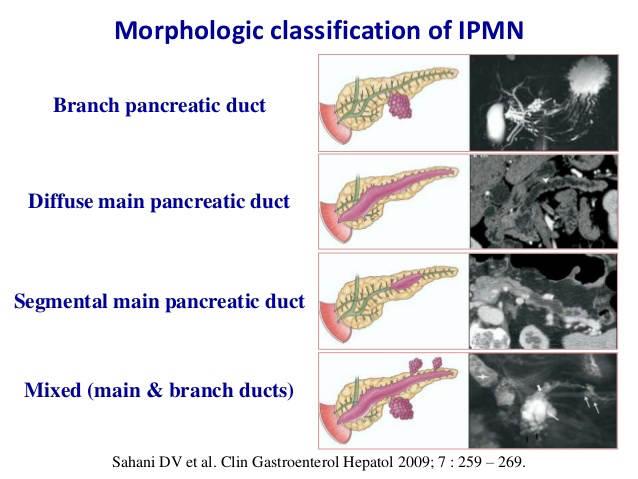 Morphologic classification of IPMN
Branch pancreatic duct
Diffuse main pancreatic duct
Segmental main pancreatic duct
Mixed (main & branch ducts)
Sahani DV et al. Clin Gastroenterol Hepatol 2009; 7 : 259 – 269.